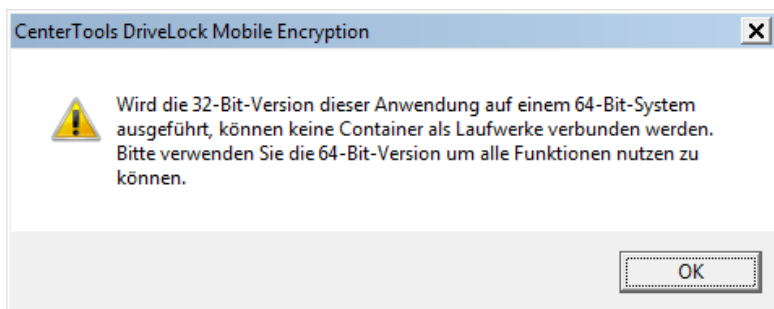 CenterTools DriveLock Mobile Encryption
Wird die 32-Bit-Version dieser Anwendung auf einem 64-Bit-System
ausgeführt, können keine Container als Laufwerke verbunden werden.
Bitte verwenden Sie die 64-Bit-Version um alle Funktionen nutzen zu
können.
OK